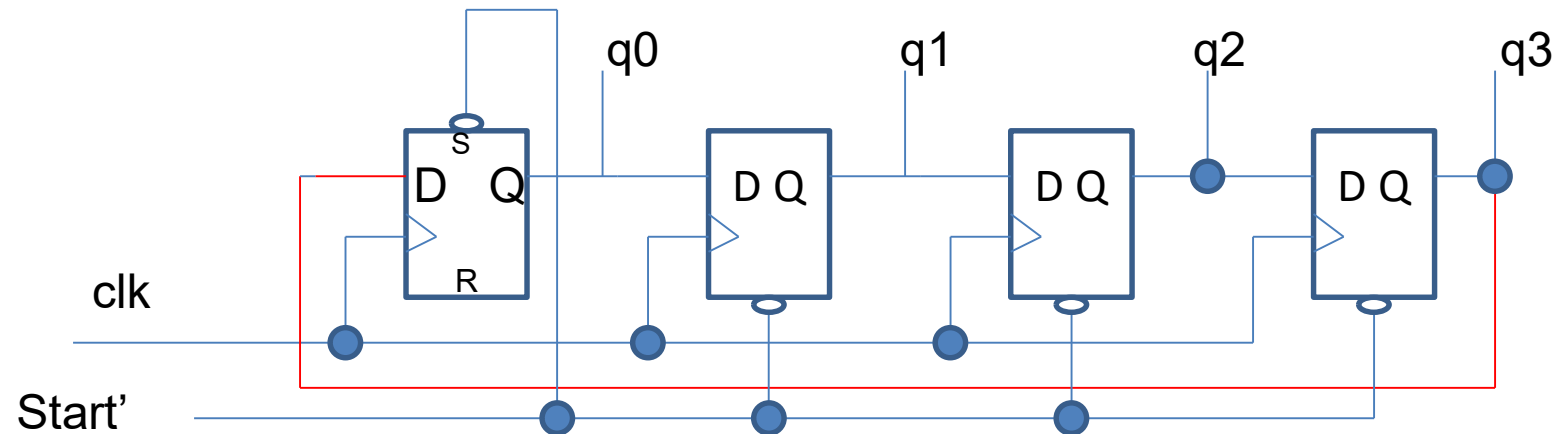 q0 q1 q2 q3
S
D Q D Q D Q D Q
R
clk
Start’